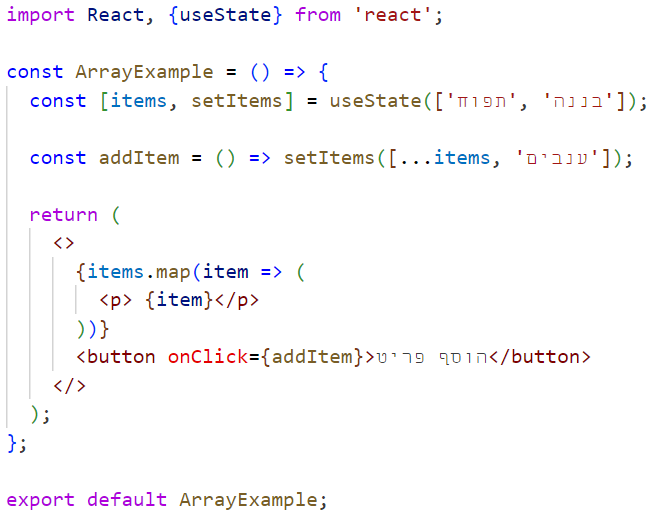 import React, {useState} from 'react';
const ArrayExample = () => {
const [items, setItems] = useState(['תפוח', 'בננה']);
const addItem = () => setItems([...items, 'ענבים']);
return (
<>
{items.map(item => (
<p> {item}</p>
))}
<button onClick={addItem}>הוסף פריט</button>
</>
);
};
export default ArrayExample;